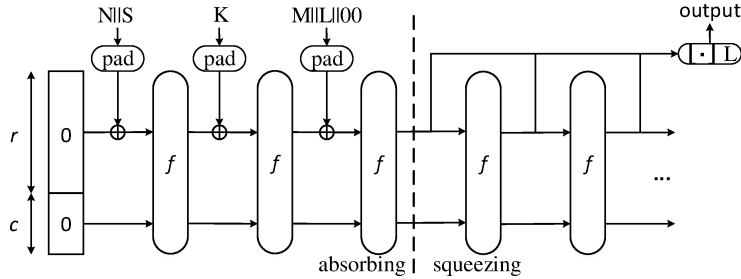 output
N||S K M||L||00
pad pad pad · L
r 0 f f f f f
...
c 0
absorbing squeezing